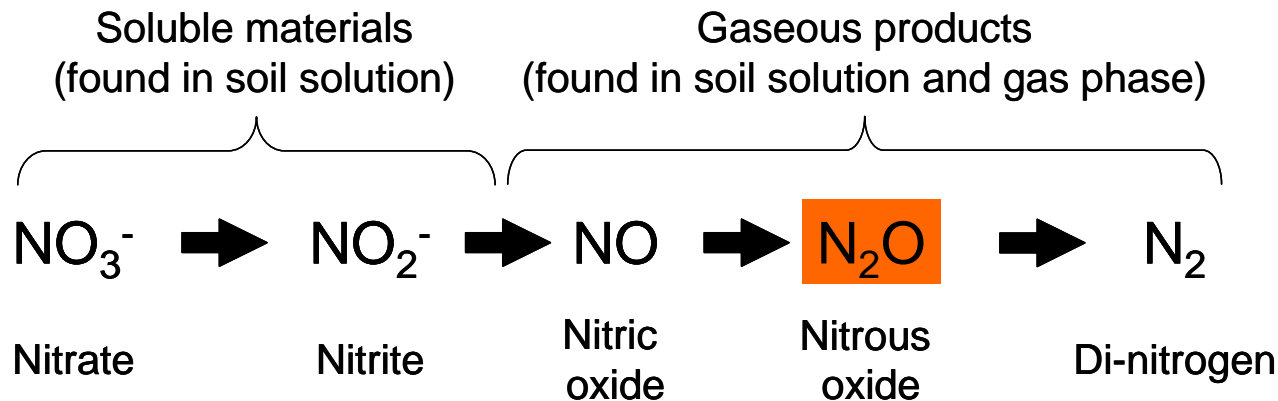 Soluble materials
(found in soil solution)
Gaseous products
(found in soil solution and gas phase)
NO₃⁻ NO₂⁻ NO N₂O N₂
Nitrate Nitrite Nitric oxide Nitrous oxide Di-nitrogen